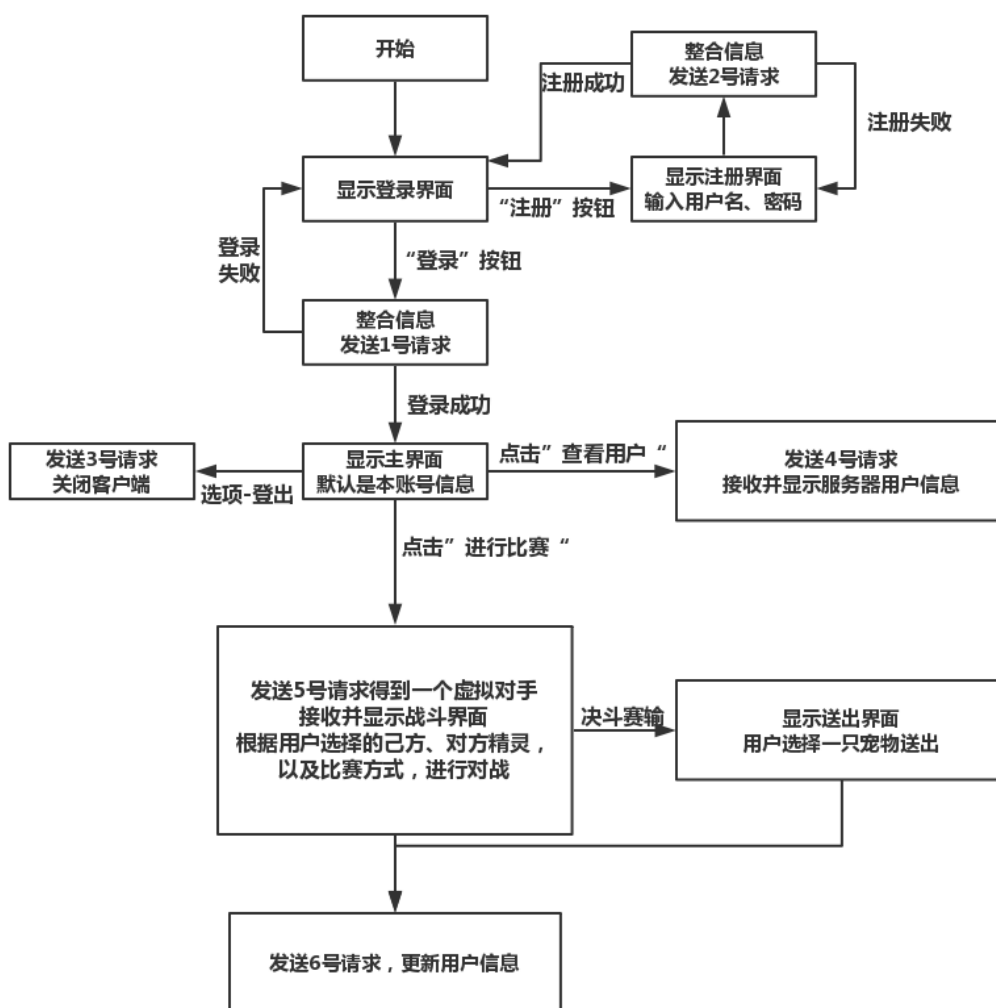 开始
整合信息
发送2号请求
注册成功
注册失败
显示登录界面
“注册”按钮
显示注册界面
输入用户名、密码
登录
失败
“登录”按钮
整合信息
发送1号请求
登录成功
发送3号请求
关闭客户端
选项-登出
显示主界面
默认是本账号信息
点击”查看用户“
发送4号请求
接收并显示服务器用户信息
点击”进行比赛“
发送5号请求得到一个虚拟对手
接收并显示战斗界面
根据用户选择的己方、对方精灵，
以及比赛方式，进行对战
决斗赛输
显示送出界面
用户选择一只宠物送出
发送6号请求，更新用户信息